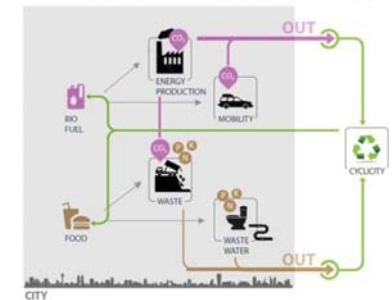 OUT
CO₂
ENERGY
PRODUCTION
CO₂
MOBILITY
BIO
FUEL
CYCLICITY
CO₂
P
K
N
WASTE
P
K
N
FOOD
WASTE
WATER
OUT
CITY